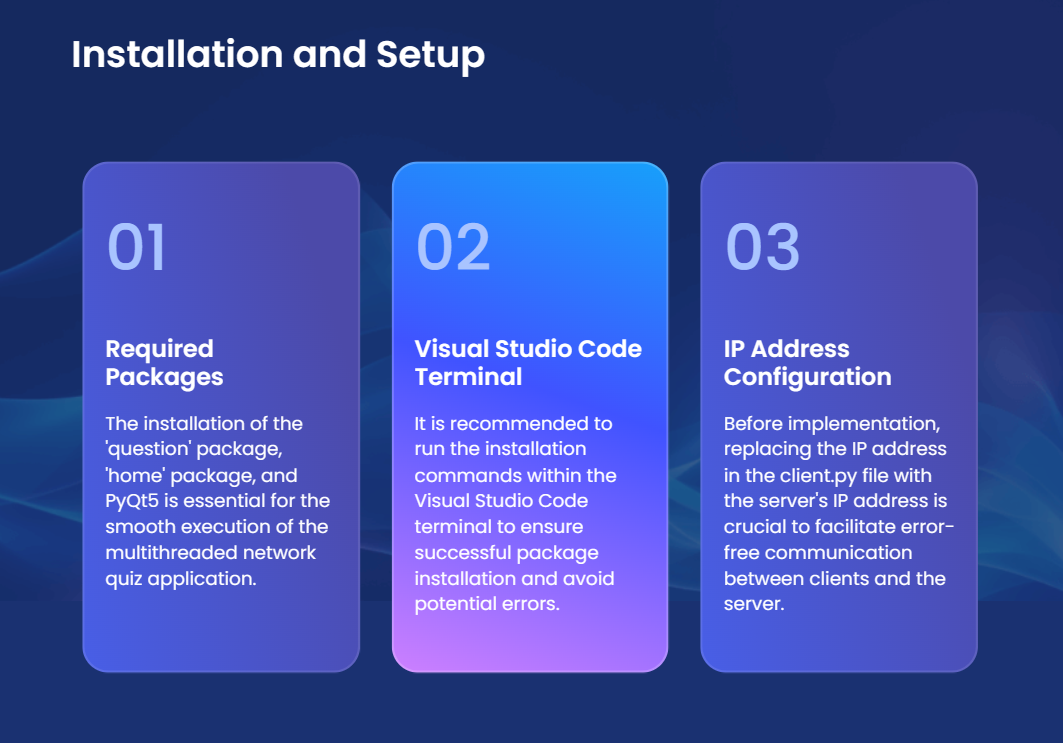 Installation and Setup
01
Required
Packages
The installation of the
'question' package,
'home' package, and
PyQt5 is essential for the
smooth execution of the
multithreaded network
quiz application.
02
Visual Studio Code
Terminal
It is recommended to
run the installation
commands within the
Visual Studio Code
terminal to ensure
successful package
installation and avoid
potential errors.
03
IP Address
Configuration
Before implementation,
replacing the IP address
in the client.py file with
the server's IP address is
crucial to facilitate error-
free communication
between clients and the
server.